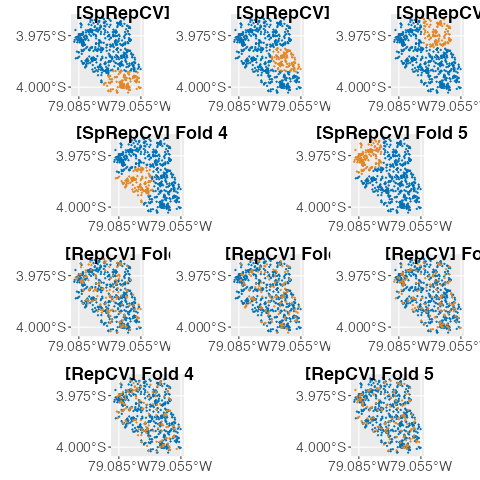 [SpRepCV] [SpRepCV] [SpRepCV
3.975°S 3.975°S 3.975°S
4.000°S 4.000°S 4.000°S
79.085°W79.055°W 79.085°W79.055°W 79.085°W79.055°W
[SpRepCV] Fold 4 [SpRepCV] Fold 5
3.975°S 3.975°S
4.000°S 4.000°S
79.085°W79.055°W 79.085°W79.055°W
[RepCV] Fol [RepCV] Fol [RepCV] Fo
3.975°S 3.975°S 3.975°S
4.000°S 4.000°S 4.000°S
79.085°W79.055°W 79.085°W79.055°W 79.085°W79.055°W
[RepCV] Fold 4 [RepCV] Fold 5
3.975°S 3.975°S
4.000°S 4.000°S
79.085°W79.055°W 79.085°W79.055°W